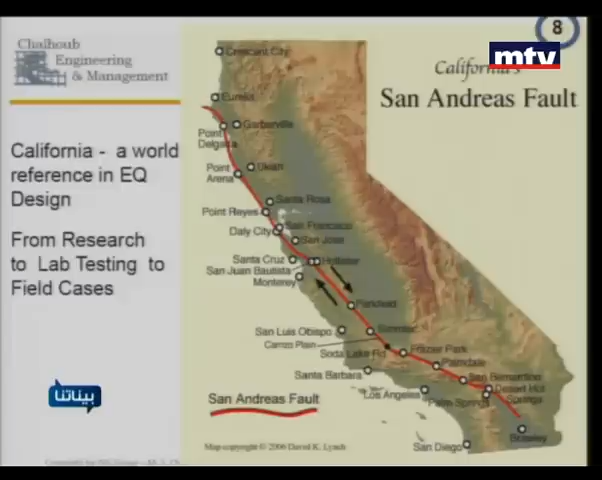 8
mtv
Chalhoub
Engineering
& Management
California's
San Andreas Fault
California - a world
reference in EQ
Design
From Research
to Lab Testing to
Field Cases
بيناتنا
Crescent City
Eureka
Garberville
Point
Delgada
Ukiah
Point
Arena
Santa Rosa
Point Reyes
San Francisco
Daly City
San Jose
Santa Cruz
Hollister
San Juan Bautista
Monterey
Parkfield
San Luis Obispo
Simmler
Carrizo Plain
Soda Lake Rd
Frazier Park
Palmdale
Santa Barbara
San Bernardino
Los Angeles
Desert Hot
Springs
Palm Springs
San Andreas Fault
Brawley
San Diego
Map copyright © 2006 David K. Lynch